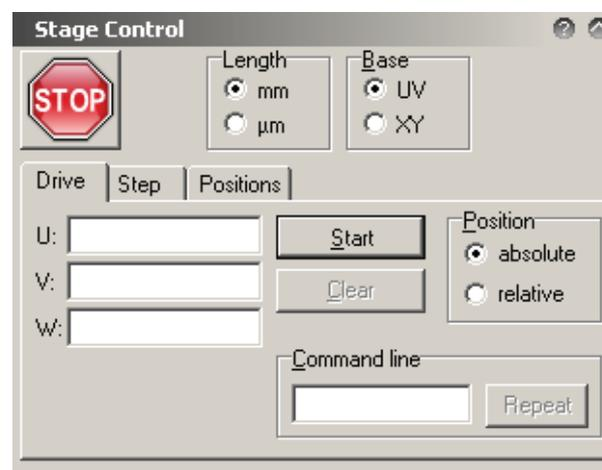 Stage Control
STOP
Length
mm
µm
Base
UV
XY
Drive Step Positions
U:
V:
W:
Start
Clear
Position
absolute
relative
Command line
Repeat